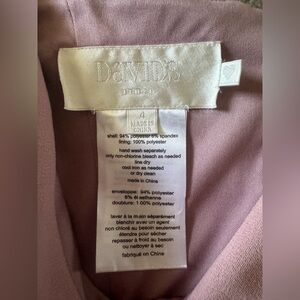 DAVID'S
BRIDAL
4
MADE IN
CHINA
shell: 94% polyester 6% spandex
lining: 100% polyester
hand wash separately
only non-chlorine bleach as needed
line dry
cool iron as needed
or dry clean
made in China
enveloppe: 94% polyester
6% élasthanne
doublure : 100% polyester
laver à la main séparément
blanchir avec un agent
non chloré au besoin seulement
étendre pour sécher
repasser à froid au besoin
ou nettoyer à sec
fabriqué en Chine